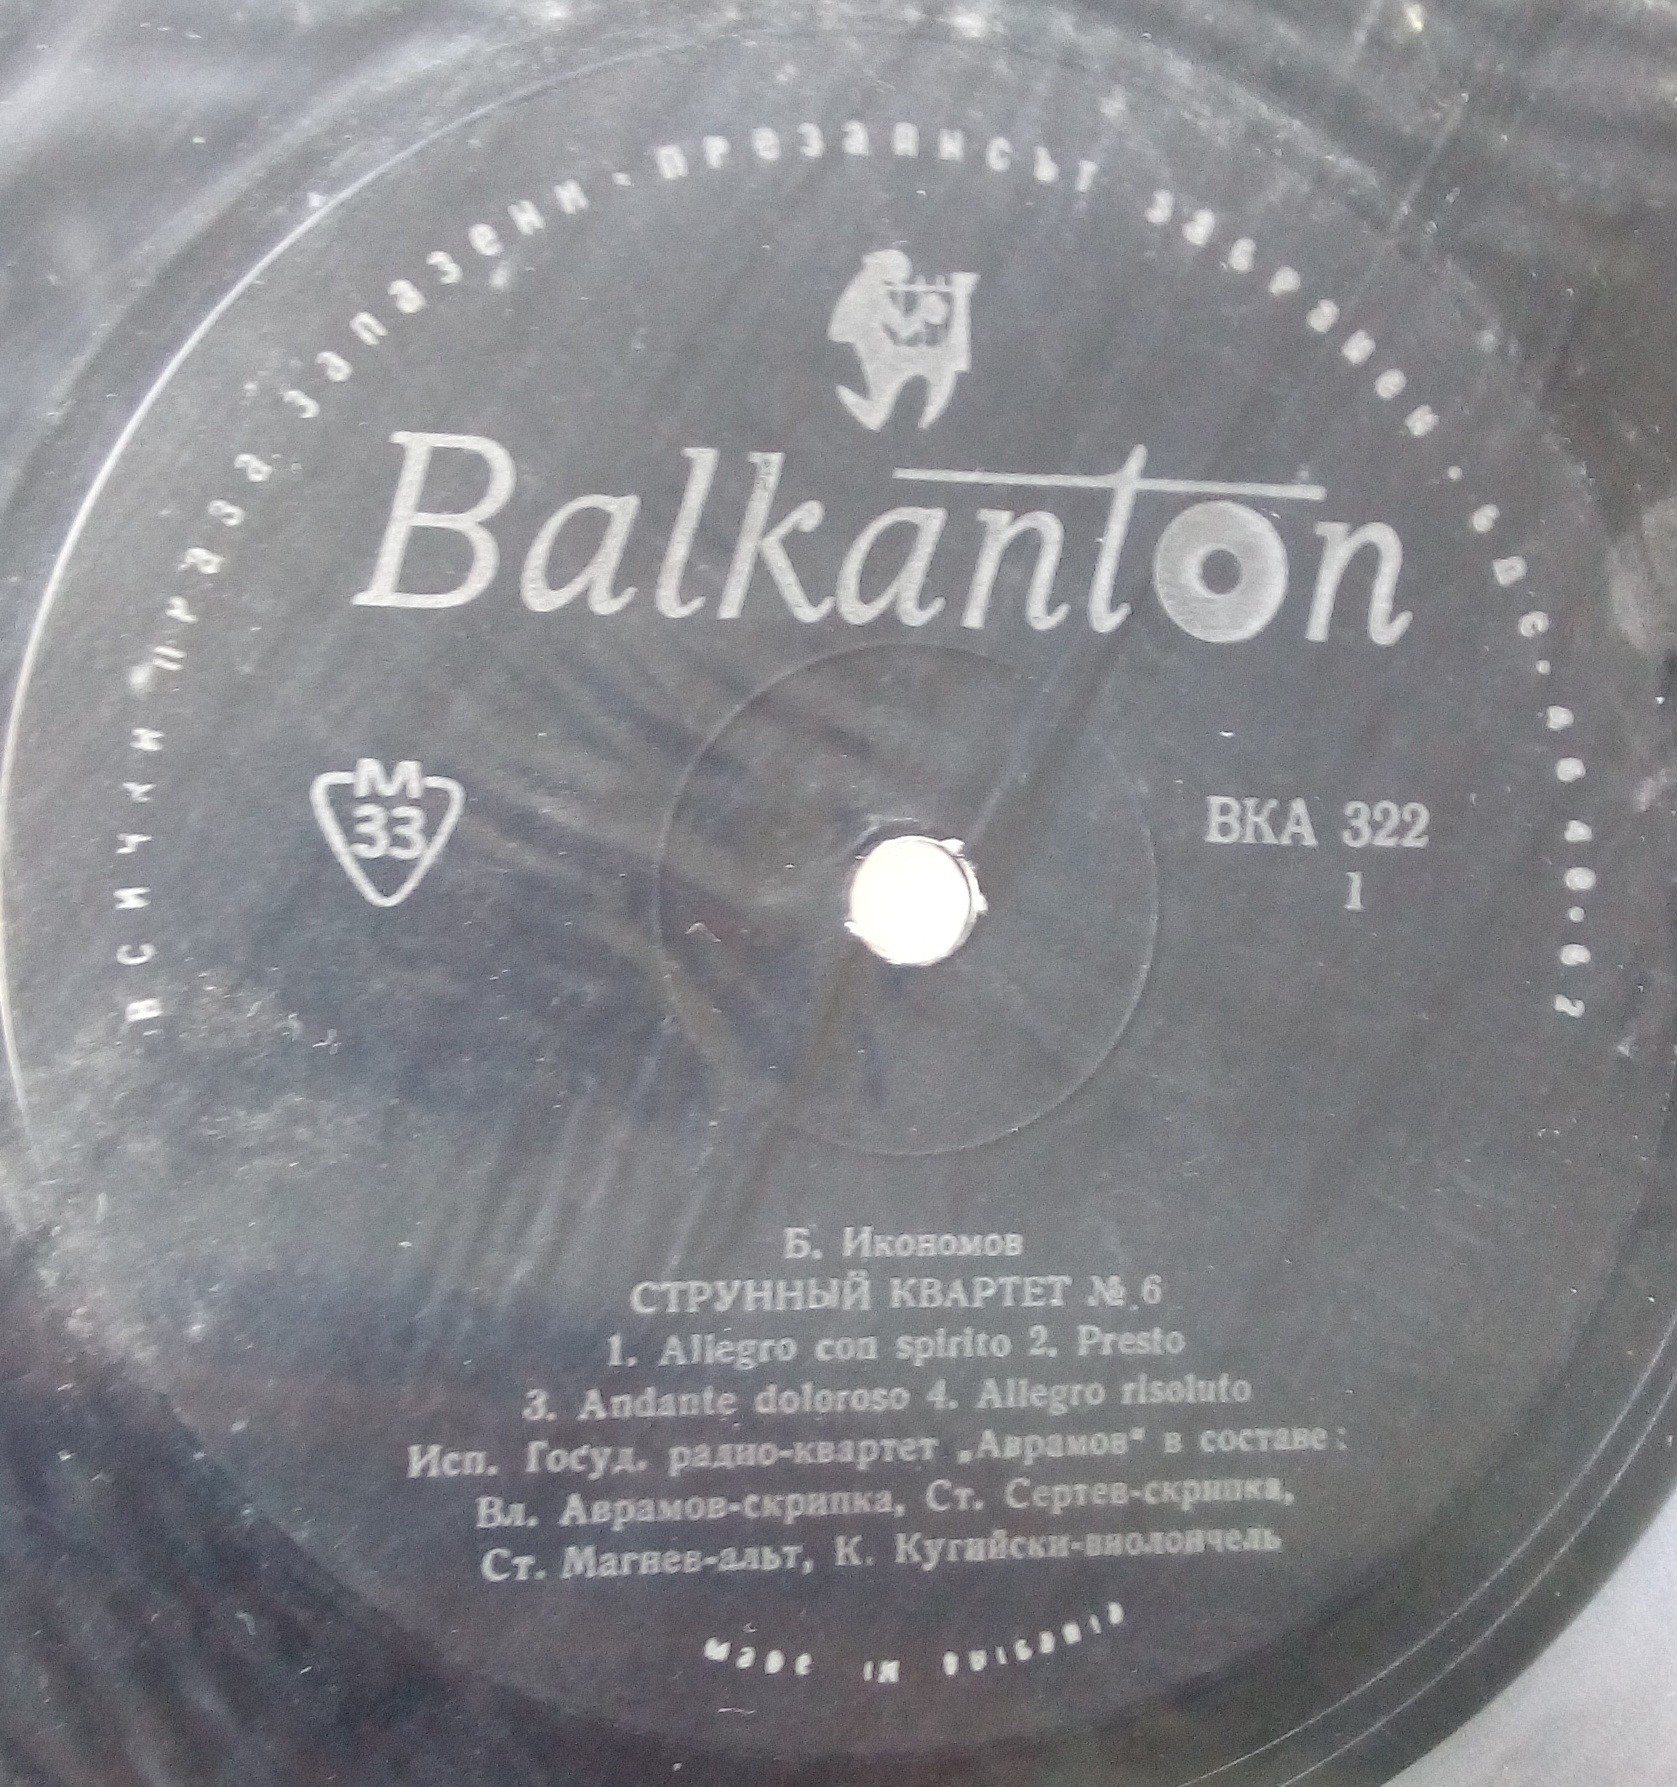 ВСИЧКИ ПРАВА ЗАПАЗЕНИ · ПРЕЗАПИСЪТ ЗАБРАНЕН ·
Balkanton
М
33
ВКА 322
1
Б. Икономов
СТРУННЫЙ КВАРТЕТ № 6
1. Allegro con spirito 2. Presto
3. Andante doloroso 4. Allegro risoluto
Исп. Госуд. радио-квартет „Аврамов“ в составе:
Вл. Аврамов-скрипка, Ст. Сертев-скрипка,
Ст. Магнев-альт, К. Кугийски-виолончель
MADE IN BULGARIA